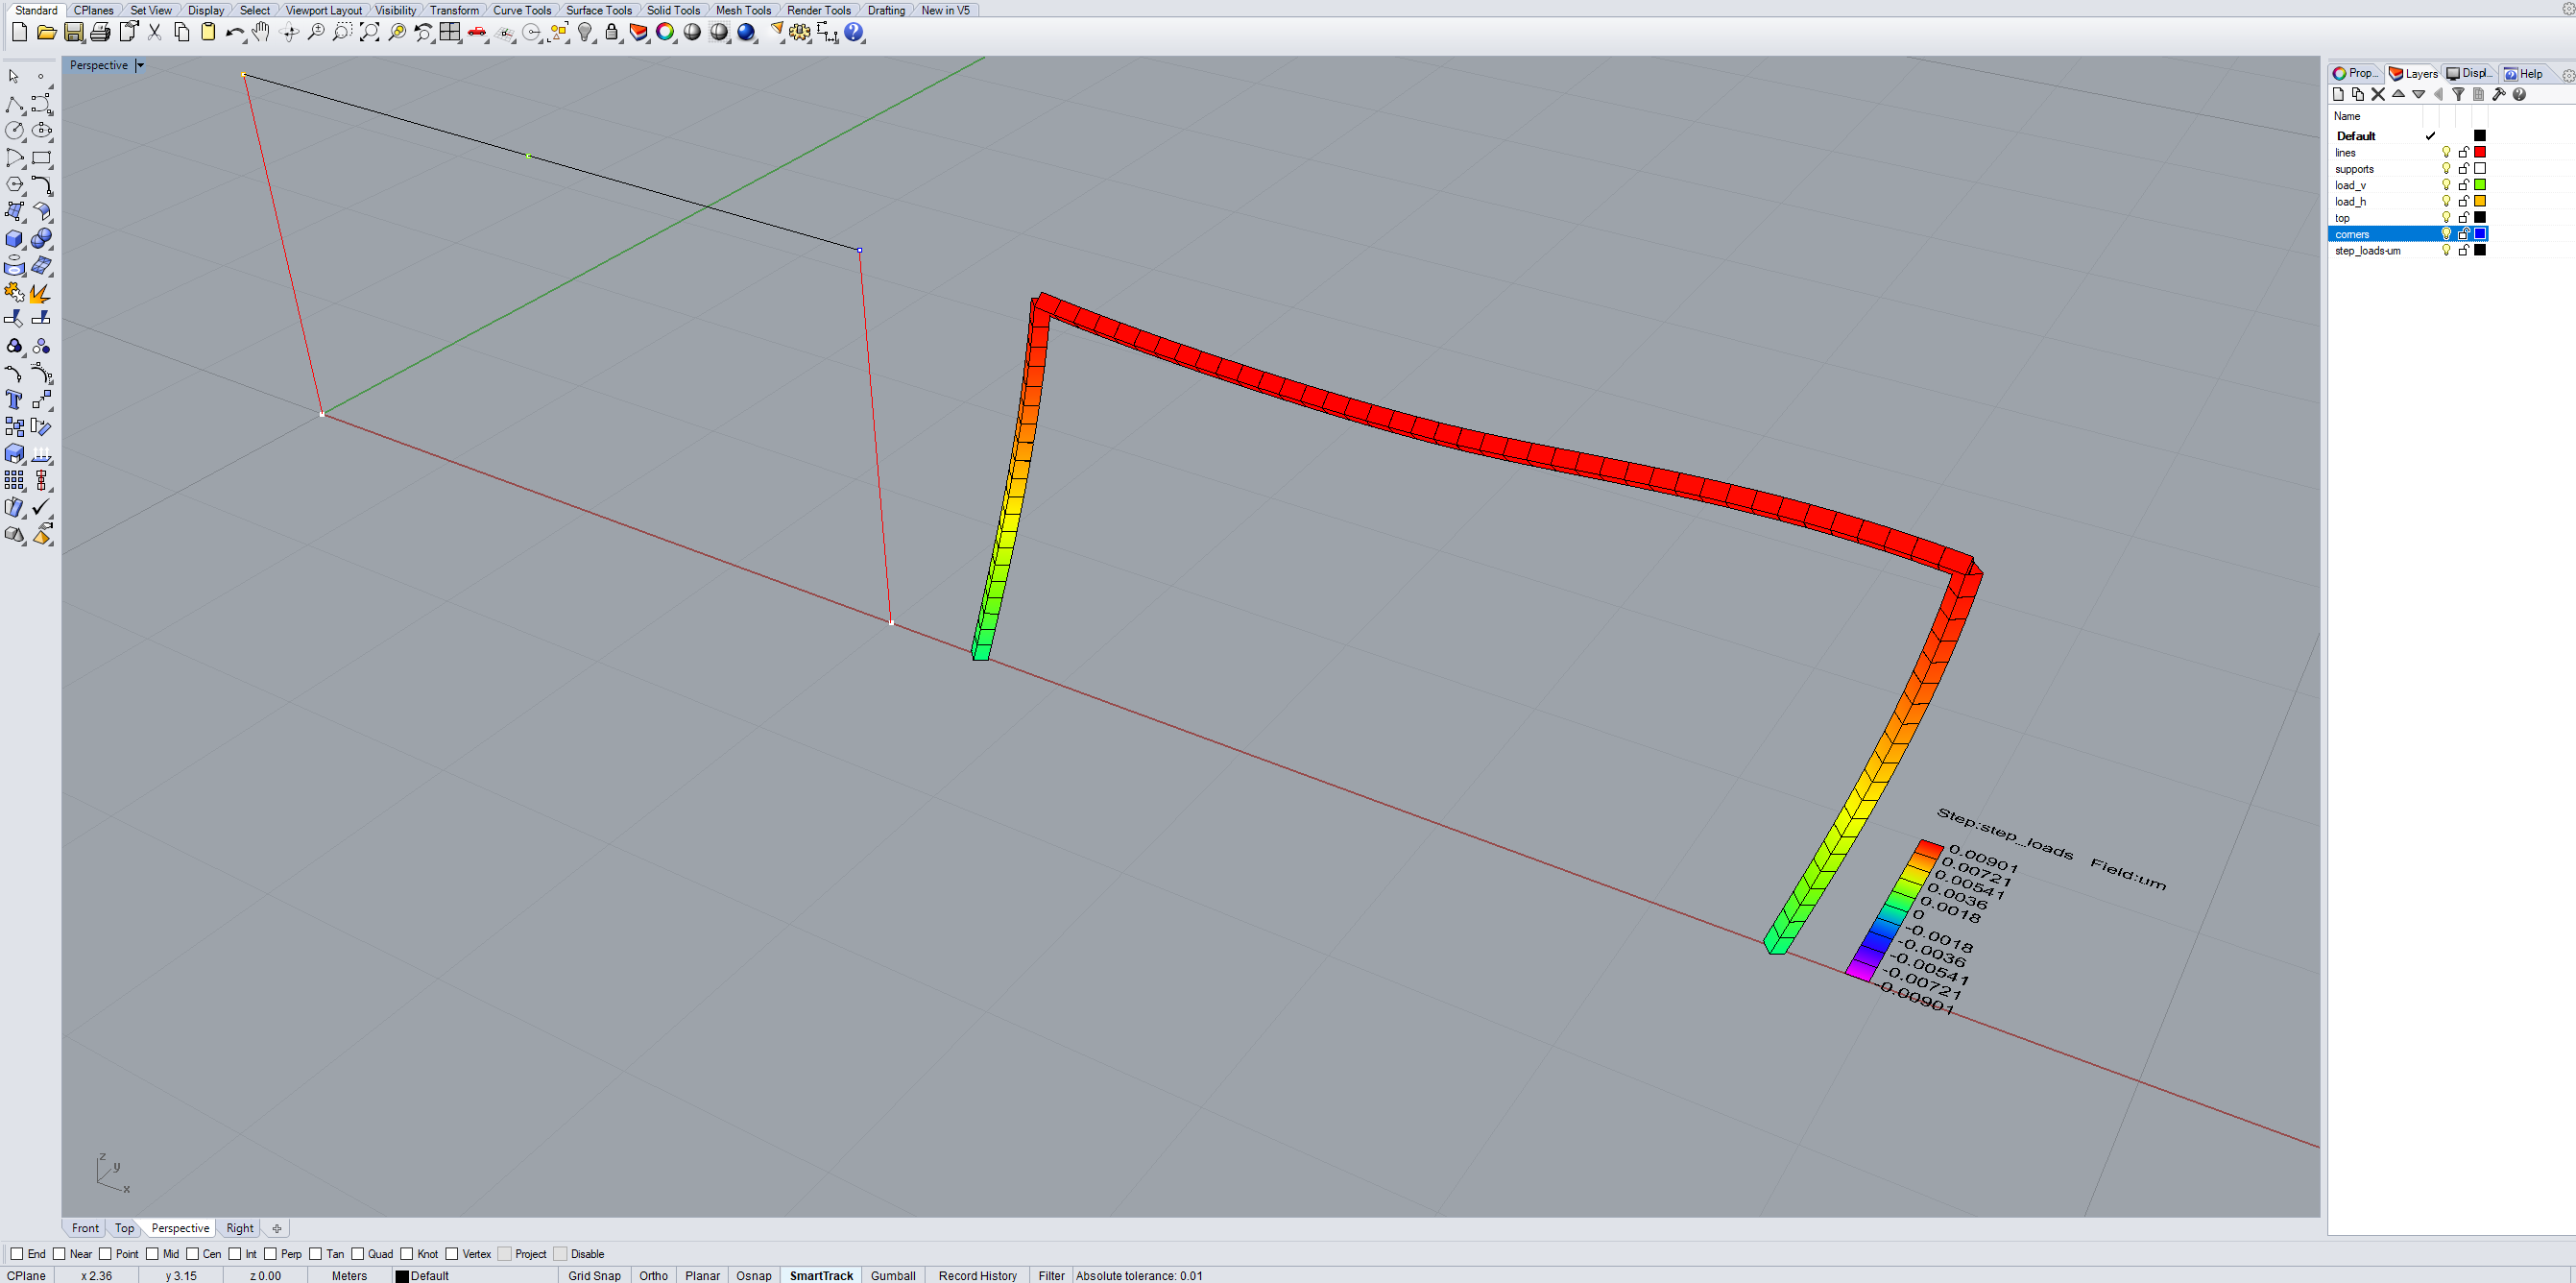 Standard CPlanes Set View Display Select Viewport Layout Visibility Transform Curve Tools Surface Tools Solid Tools Mesh Tools Render Tools Drafting New in V5
Perspective
Prop... Layers Displ... Help
Name
Default
lines
supports
load_v
load_h
top
corners
step_loads-um
Step:step_loads Field:um
0.00901
0.00721
0.00541
0.0036
0.0018
0
-0.0018
-0.0036
-0.00541
-0.00721
-0.00901
z
y
x
Front Top Perspective Right
End Near Point Mid Cen Int Perp Tan Quad Knot Vertex Project Disable
CPlane x 2.36 y 3.15 z 0.00 Meters Default Grid Snap Ortho Planar Osnap SmartTrack Gumball Record History Filter Absolute tolerance: 0.01